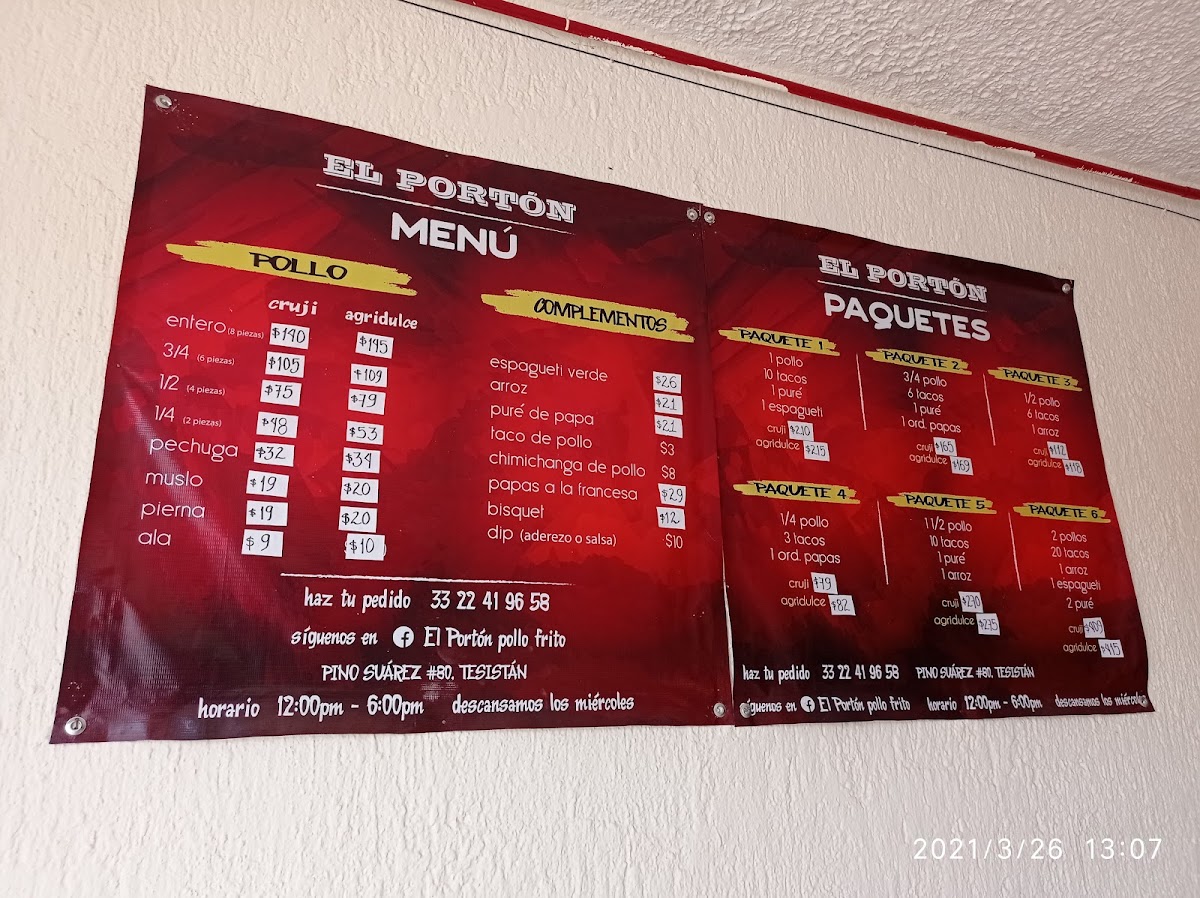 EL PORTÓN
MENÚ
POLLO
cruji agridulce
entero (8 piezas) $140 $145
3/4 (6 piezas) $105 $109
1/2 (4 piezas) $75 $79
1/4 (2 piezas) $48 $53
pechuga $32 $34
muslo $19 $20
pierna $19 $20
ala $9 $10
COMPLEMENTOS
espagueti verde $26
arroz $21
puré de papa $21
taco de pollo $3
chimichanga de pollo $8
papas a la francesa $29
bisquet $12
dip (aderezo o salsa) $10
haz tu pedido 33 22 41 96 58
síguenos en El Portón pollo frito
PINO SUÁREZ #80. TESISTÁN
horario 12:00pm - 6:00pm descansamos los miércoles
EL PORTÓN
PAQUETES
PAQUETE 1
1 pollo
10 tacos
1 puré
1 espagueti
cruji $210
agridulce $215
PAQUETE 2
3/4 pollo
6 tacos
1 puré
1 ord. papas
cruji $165
agridulce $169
PAQUETE 3
1/2 pollo
6 tacos
1 arroz
cruji $112
agridulce $118
PAQUETE 4
1/4 pollo
3 tacos
1 ord. papas
cruji $79
agridulce $82
PAQUETE 5
1 1/2 pollo
10 tacos
1 puré
1 arroz
cruji $270
agridulce $275
PAQUETE 6
2 pollos
20 tacos
1 arroz
1 espagueti
2 puré
cruji $409
agridulce $415
haz tu pedido 33 22 41 96 58 PINO SUÁREZ #80. TESISTÁN
síguenos en El Portón pollo frito horario 12:00pm - 6:00pm descansamos los miércoles
2021/3/26 13:07